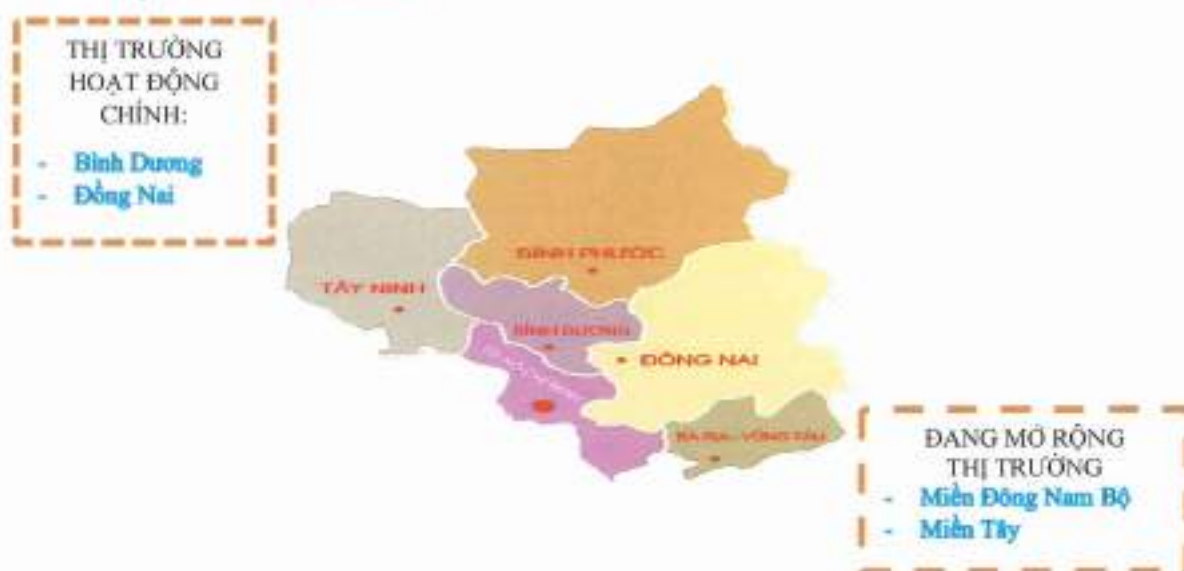 THỊ TRƯỜNG
HOẠT ĐỘNG
CHÍNH:
- Bình Dương
- Đồng Nai
BÌNH PHƯỚC
TÂY NINH
BÌNH DƯƠNG
ĐỒNG NAI
BÀ RỊA - VŨNG TÀU
ĐANG MỞ RỘNG
THỊ TRƯỜNG
- Miền Đông Nam Bộ
- Miền Tây